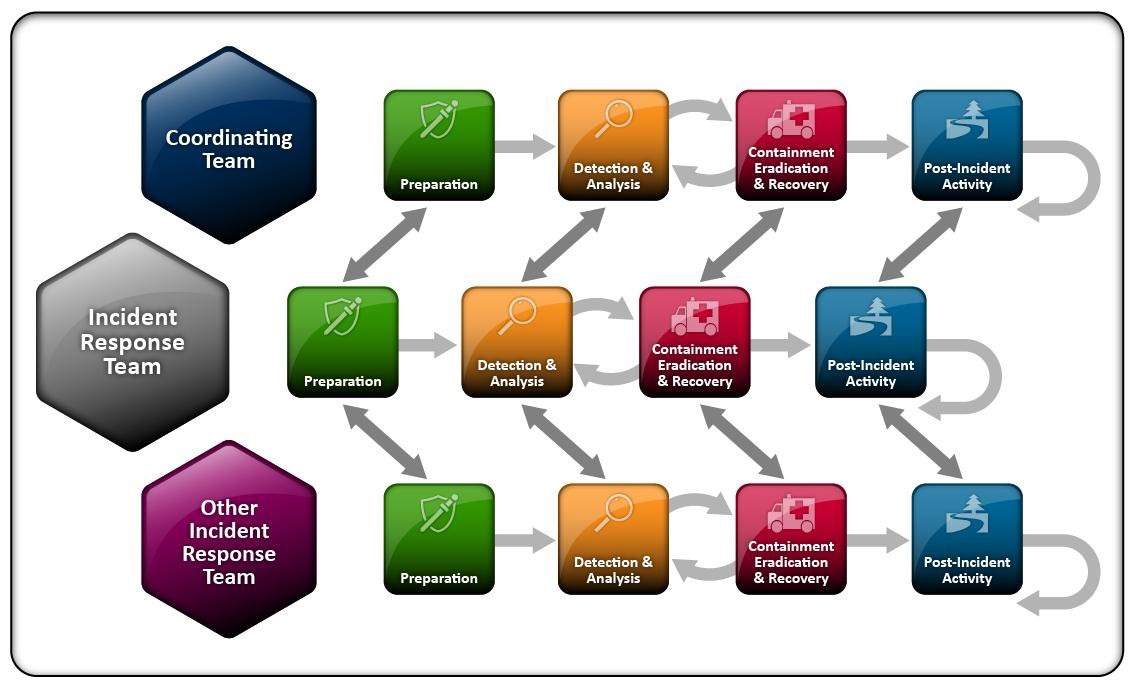 Coordinating
Team
Preparation
Detection &
Analysis
Containment
Eradication
& Recovery
Post-Incident
Activity
Incident
Response
Team
Preparation
Detection &
Analysis
Containment
Eradication
& Recovery
Post-Incident
Activity
Other
Incident
Response
Team
Preparation
Detection &
Analysis
Containment
Eradication
& Recovery
Post-Incident
Activity